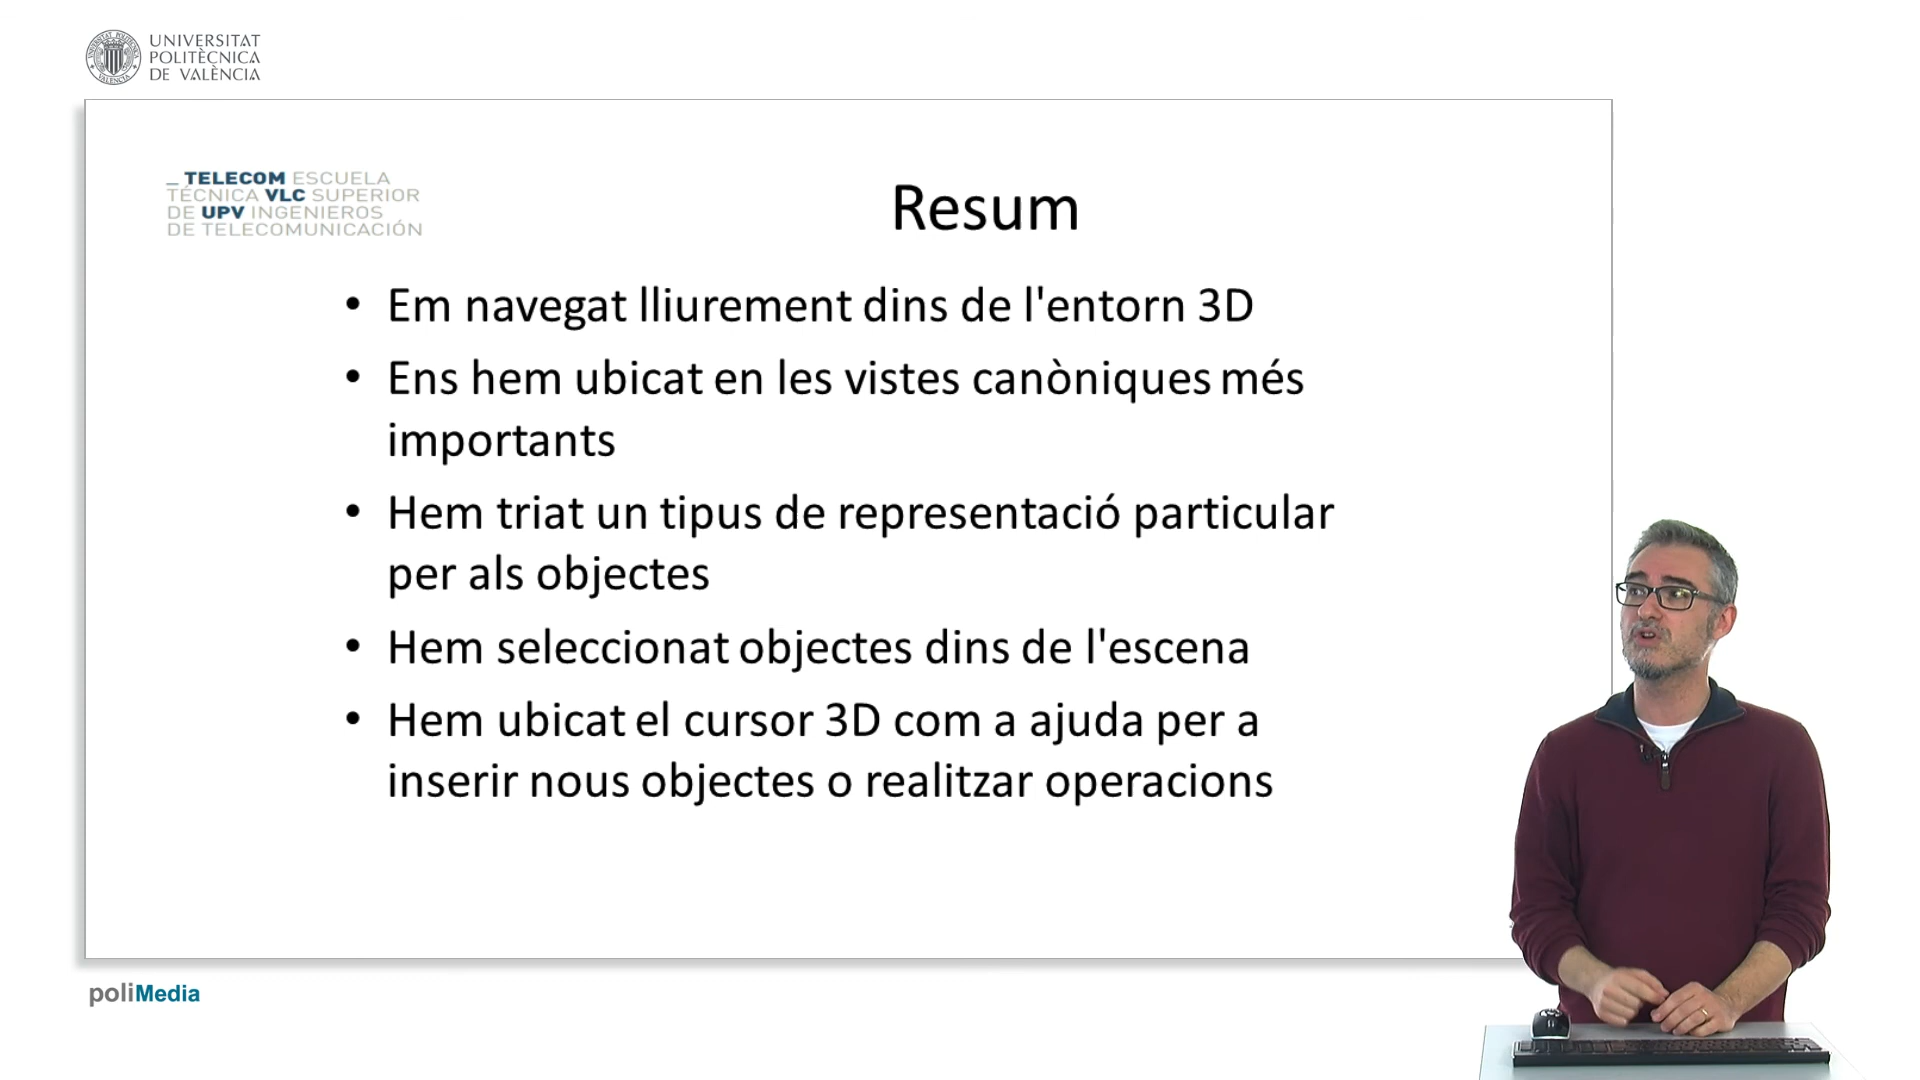 UNIVERSITAT
POLITÈCNICA
DE VALÈNCIA
_ TELECOM ESCUELA
TÉCNICA VLC SUPERIOR
DE UPV INGENIEROS
DE TELECOMUNICACIÓN
Resum
• Em navegat lliurement dins de l'entorn 3D
• Ens hem ubicat en les vistes canòniques més
importants
• Hem triat un tipus de representació particular
per als objectes
• Hem seleccionat objectes dins de l'escena
• Hem ubicat el cursor 3D com a ajuda per a
inserir nous objectes o realitzar operacions
poliMedia